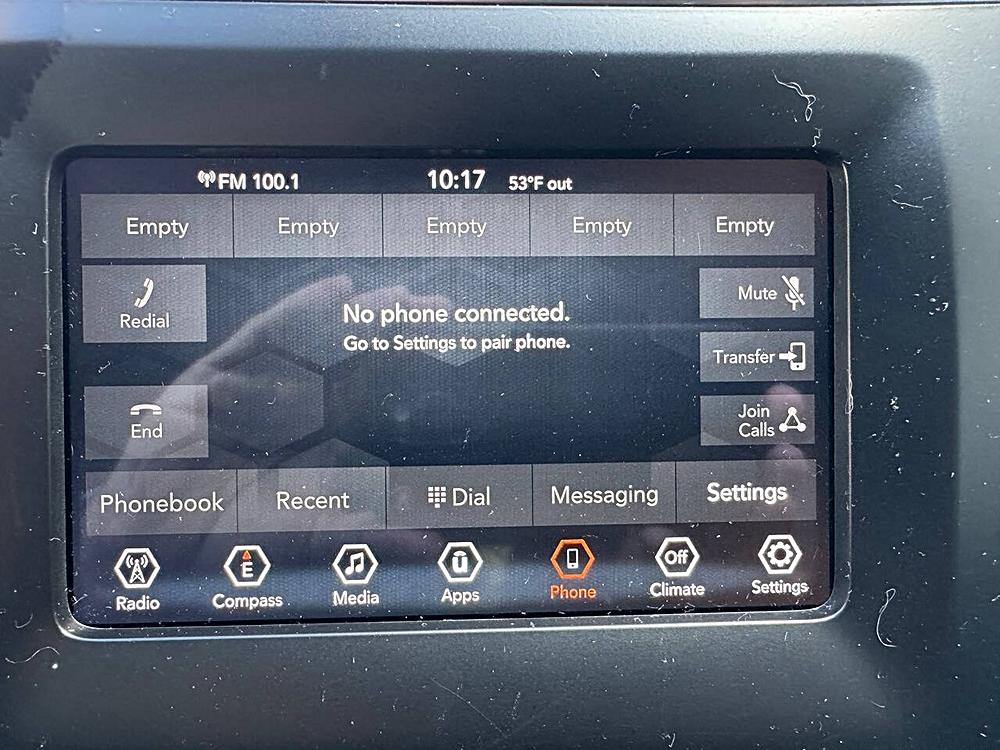 FM 100.1 10:17 53°F out
Empty Empty Empty Empty Empty
Redial
No phone connected.
Go to Settings to pair phone.
Mute
Transfer
End
Join
Calls
Phonebook Recent Dial Messaging Settings
E Off
Radio Compass Media Apps Phone Climate Settings